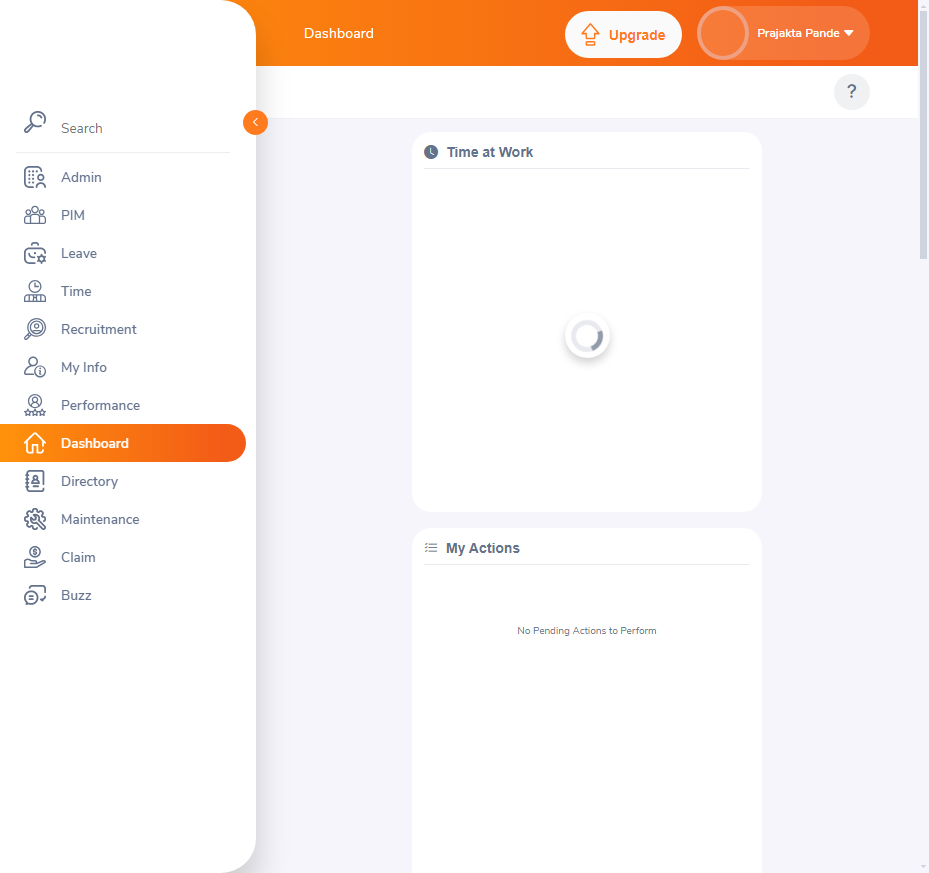 Dashboard
Upgrade
Prajakta Pande
?
Search
Admin
PIM
Leave
Time
Recruitment
My Info
Performance
Dashboard
Directory
Maintenance
Claim
Buzz
Time at Work
My Actions
No Pending Actions to Perform